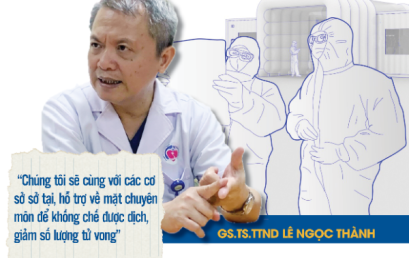 “Chúng tôi sẽ cùng với các cơ
sở sở tại, hỗ trợ về mặt chuyên
môn để khống chế được dịch,
giảm số lượng tử vong”
GS.TS.TTND LÊ NGỌC THÀNH